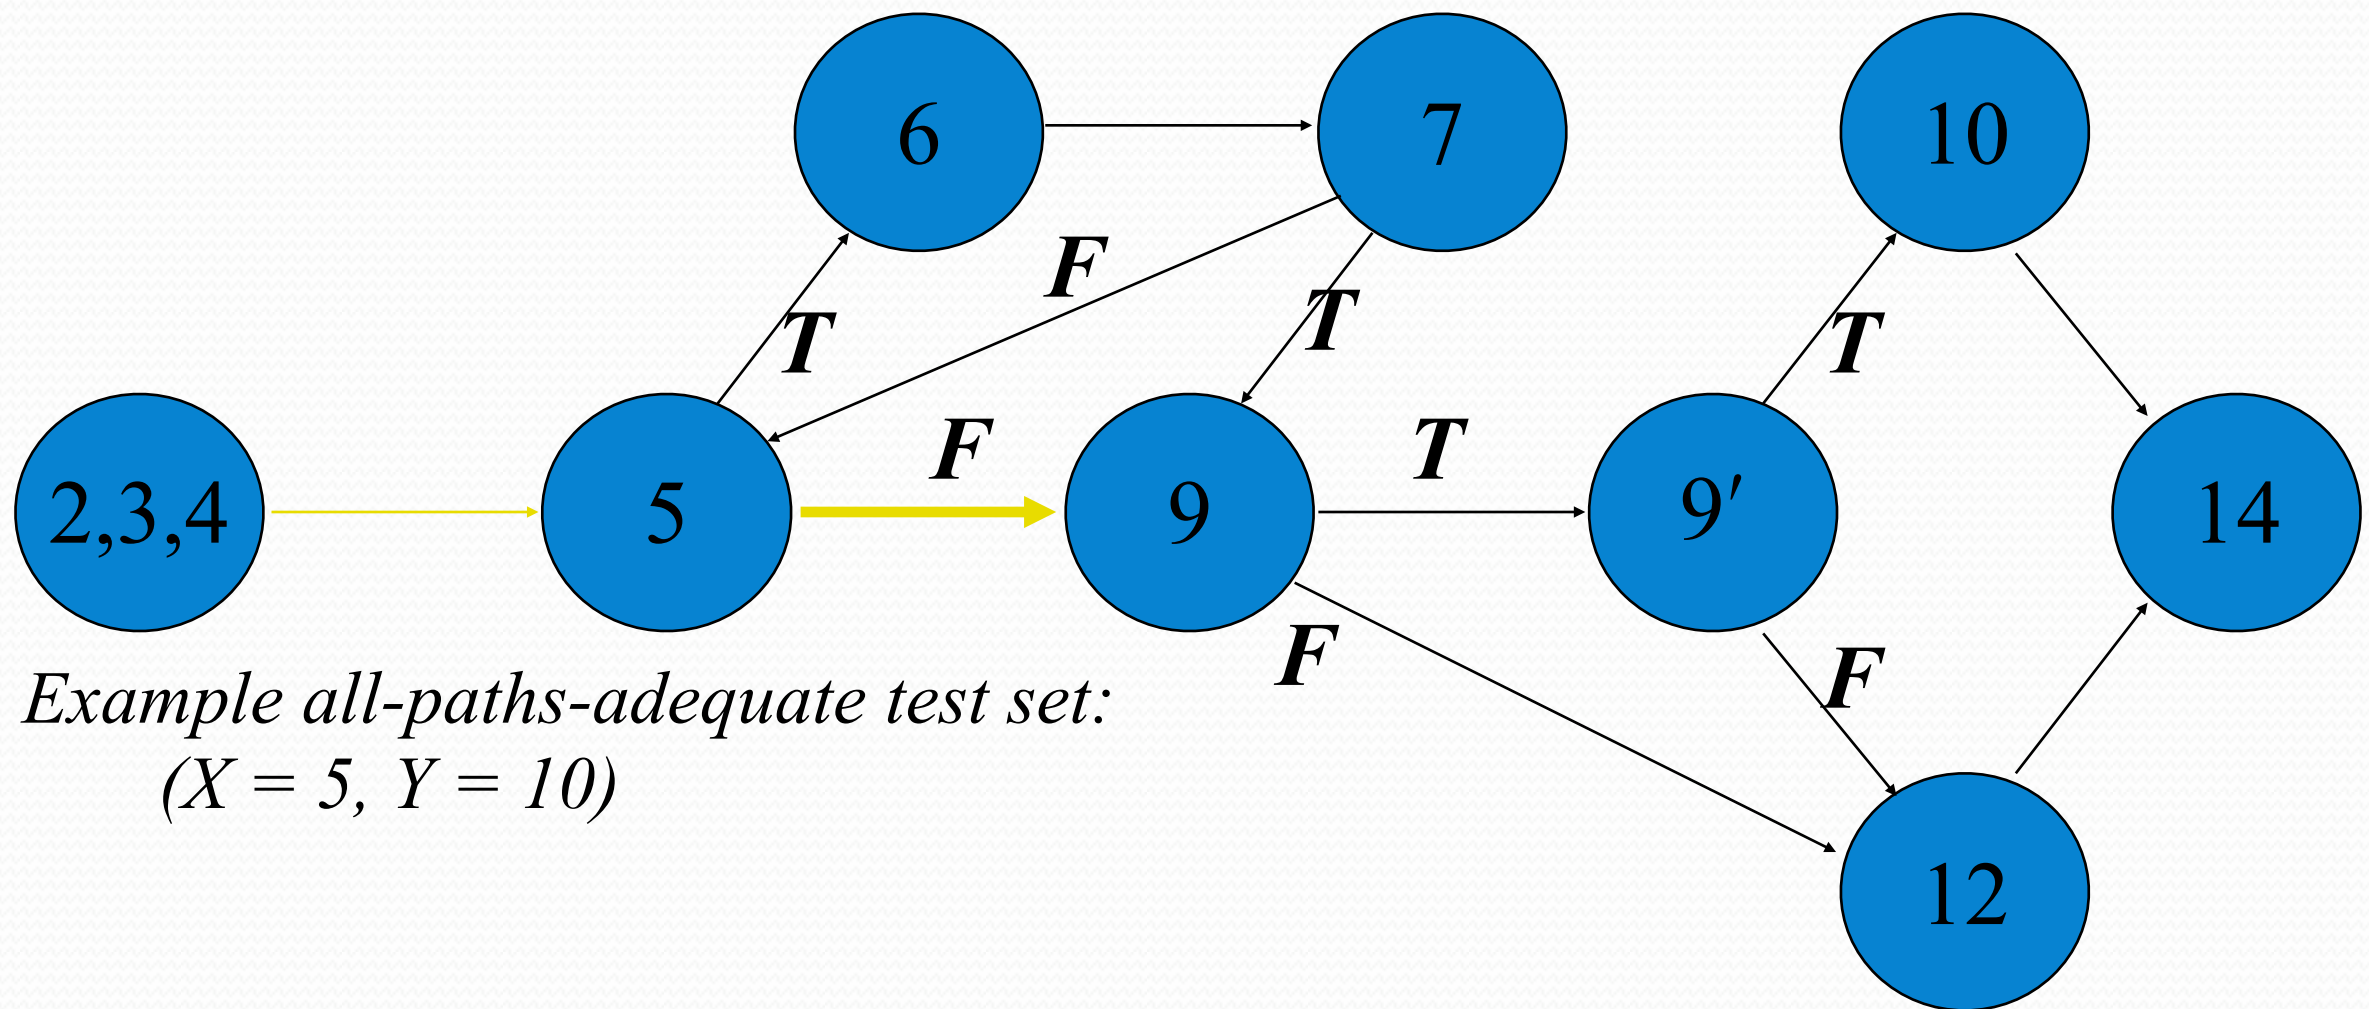 6
7
10
F
T
T
T
F
T
2,3,4
5
9
9′
14
F
F
Example all-paths-adequate test set:
(X = 5, Y = 10)
12